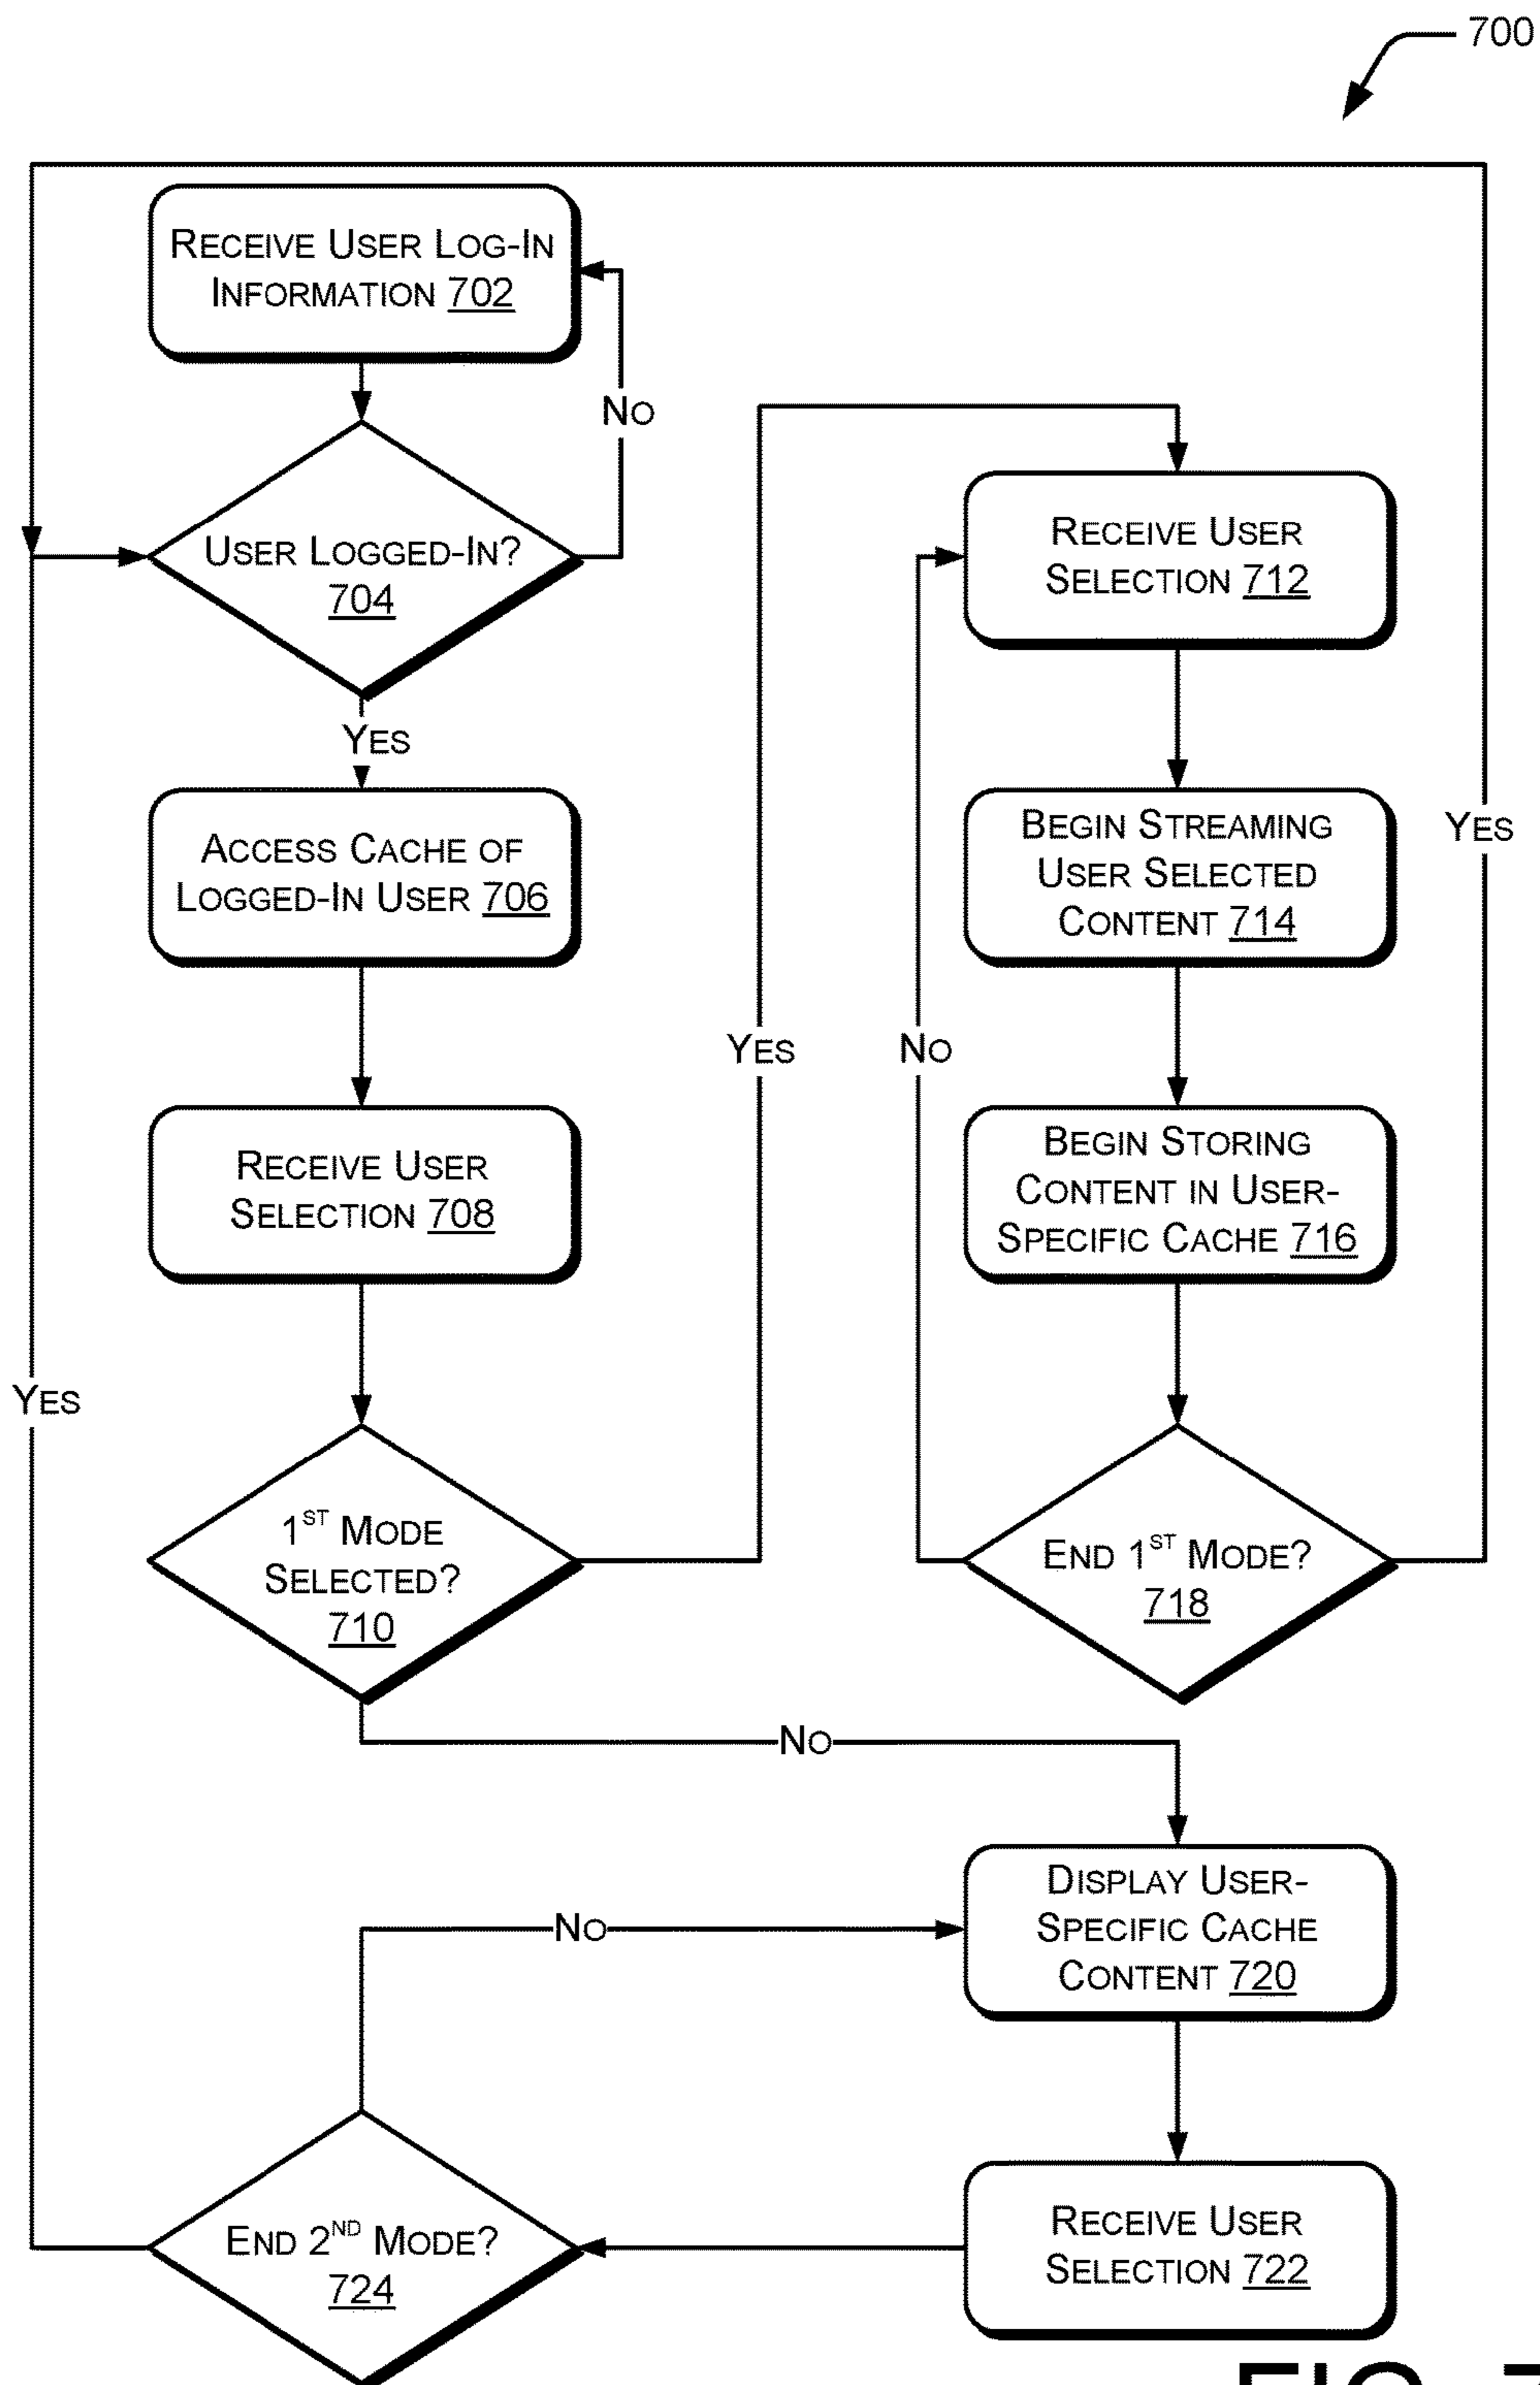 700
RECEIVE USER LOG-IN
INFORMATION 702
NO
USER LOGGED-IN?
704
YES
ACCESS CACHE OF
LOGGED-IN USER 706
RECEIVE USER
SELECTION 708
1ST MODE
SELECTED?
710
YES
NO
RECEIVE USER
SELECTION 712
BEGIN STREAMING
USER SELECTED
CONTENT 714
BEGIN STORING
CONTENT IN USER-
SPECIFIC CACHE 716
END 1ST MODE?
718
NO
YES
DISPLAY USER-
SPECIFIC CACHE
CONTENT 720
RECEIVE USER
SELECTION 722
END 2ND MODE?
724
NO
YES